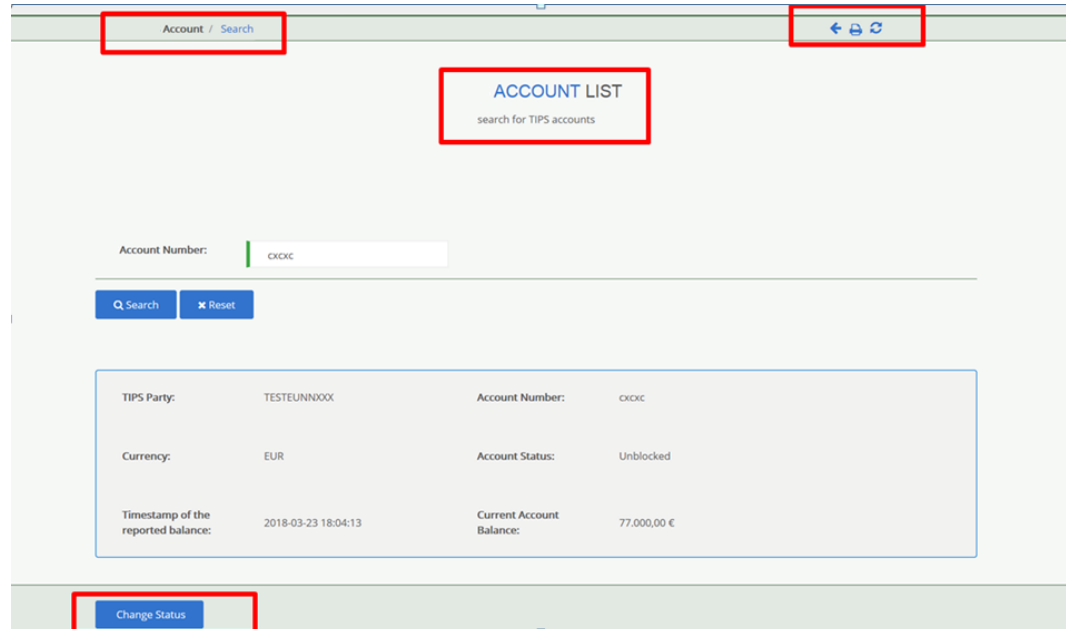 Account / Search
ACCOUNT LIST
search for TIPS accounts
Account Number: cxcxc
Search Reset
TIPS Party: TESTEUNNXXX Account Number: cxcxc
Currency: EUR Account Status: Unblocked
Timestamp of the reported balance: 2018-03-23 18:04:13 Current Account Balance: 77.000,00 €
Change Status